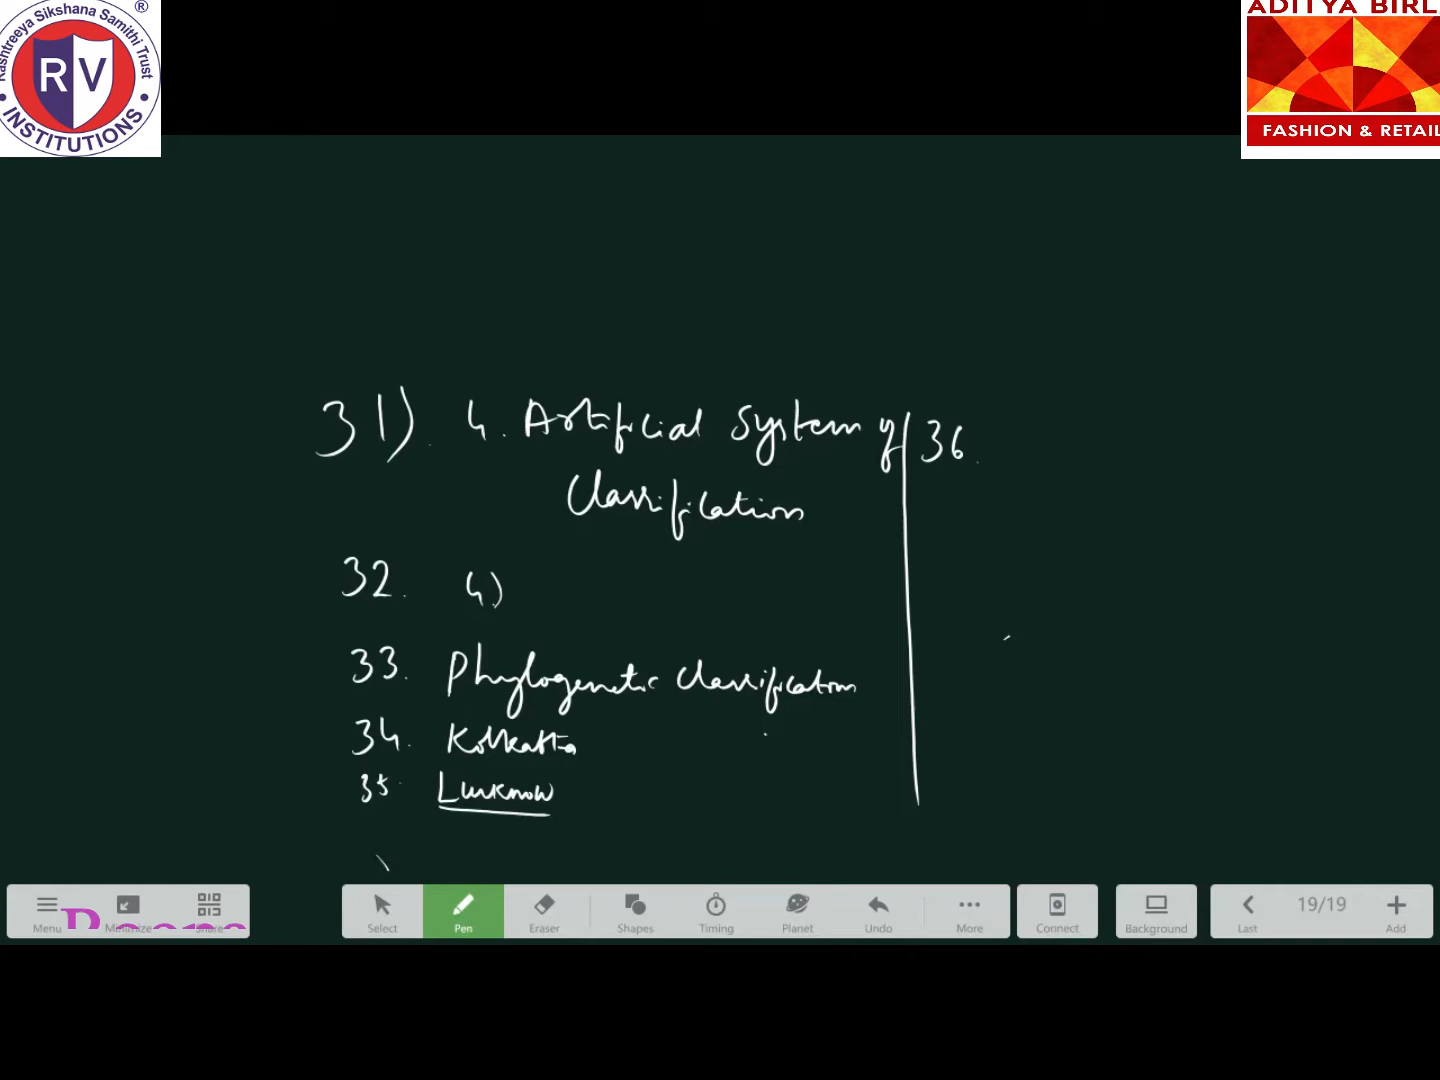 Rashtreeya Sikshana Samithi Trust
®
RV
INSTITUTIONS
ADITYA BIRL
FASHION & RETAIL
31). 4. Artificial System of
Classification
32. 4)
33. Phylogenetic Classification
34. Kolkatta
35. Lucknow
36.
Menu
Minimize
Share
Select
Pen
Eraser
Shapes
Timing
Planet
Undo
More
Connect
Background
Last
19/19
Add